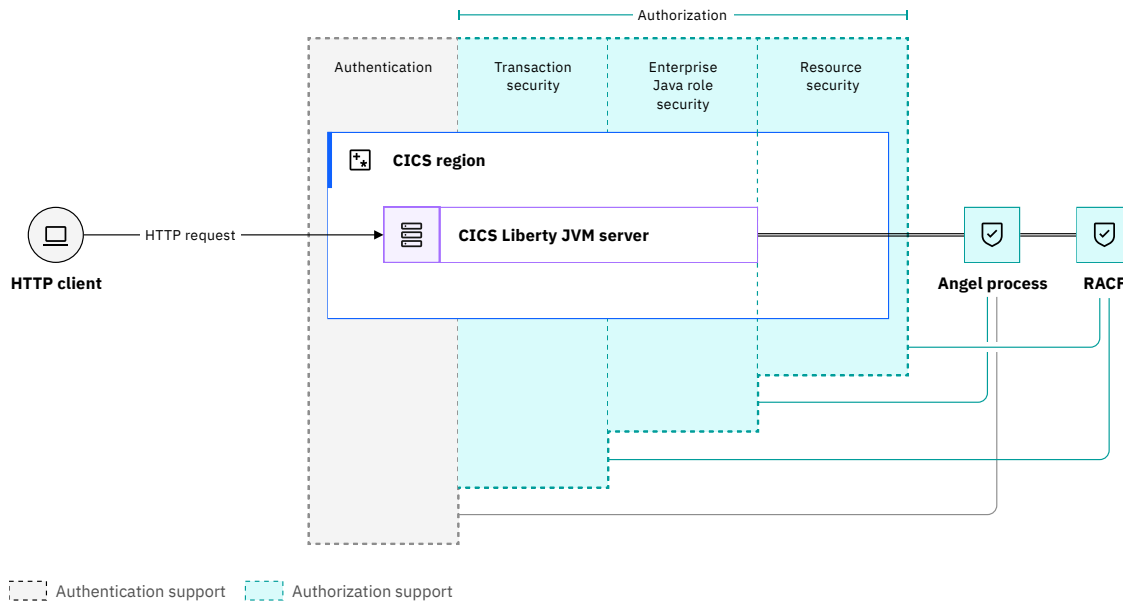 Authorization
Authentication
Transaction
security
Enterprise
Java role
security
Resource
security
CICS region
HTTP request
CICS Liberty JVM server
HTTP client
Angel process
RACF
Authentication support
Authorization support